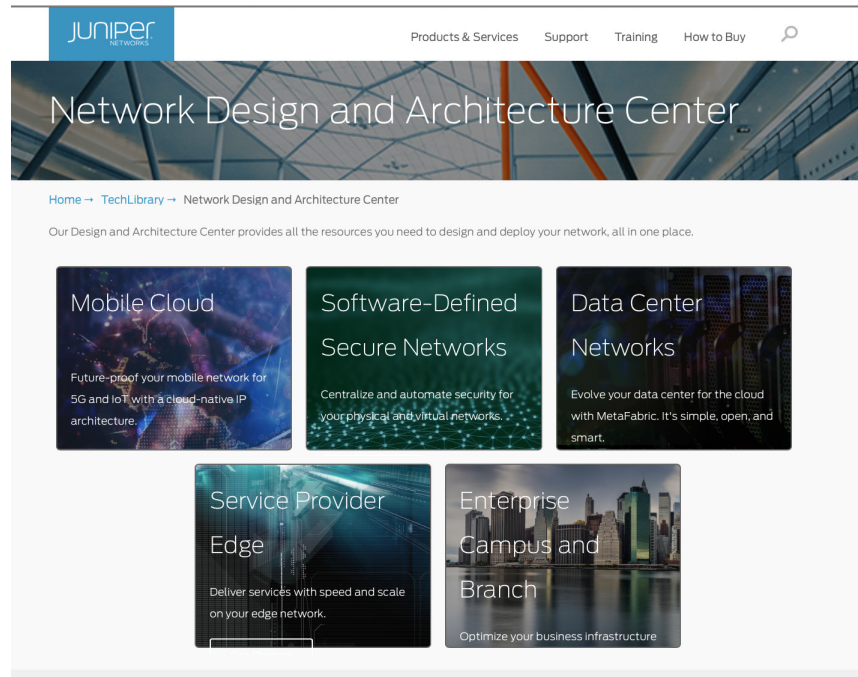 JUNIPER
NETWORKS
Products & Services Support Training How to Buy
Network Design and Architecture Center
Home → TechLibrary → Network Design and Architecture Center
Our Design and Architecture Center provides all the resources you need to design and deploy your network, all in one place.
Mobile Cloud
Future-proof your mobile network for
5G and IoT with a cloud-native IP
architecture.
Software-Defined
Secure Networks
Centralize and automate security for
your physical and virtual networks.
Data Center
Networks
Evolve your data center for the cloud
with MetaFabric. It's simple, open, and
smart.
Service Provider
Edge
Deliver services with speed and scale
on your edge network.
Enterprise
Campus and
Branch
Optimize your business infrastructure